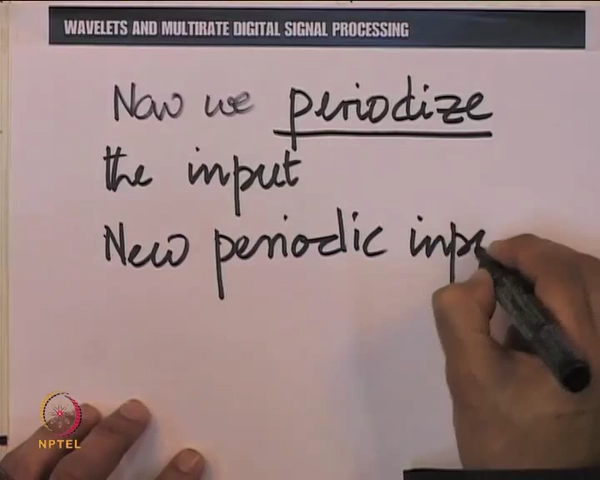 WAVELETS AND MULTIRATE DIGITAL SIGNAL PROCESSING
Now we periodize
the input
New periodic inp
NPTEL